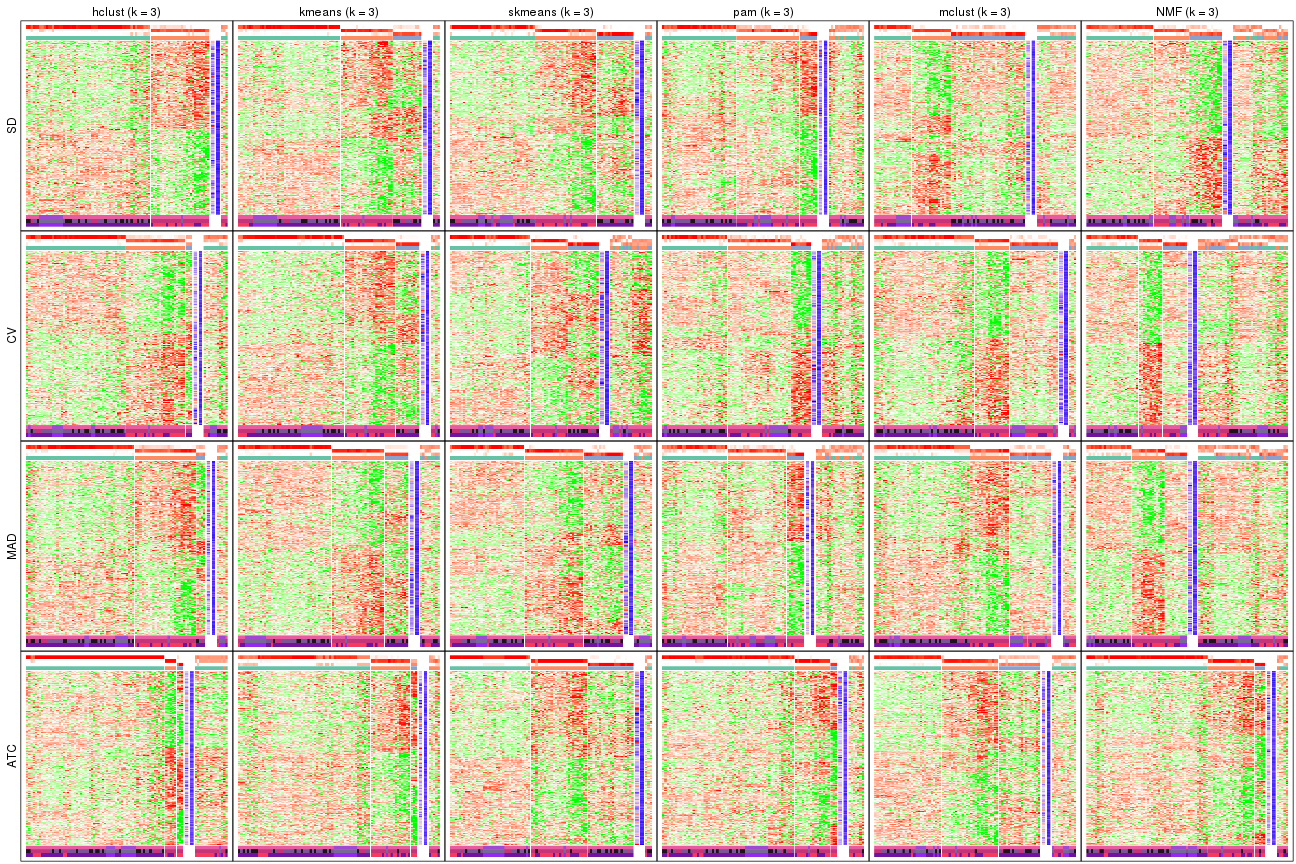 hclust (k = 3) kmeans (k = 3) skmeans (k = 3) pam (k = 3) mclust (k = 3) NMF (k = 3)
SD
CV
MAD
ATC